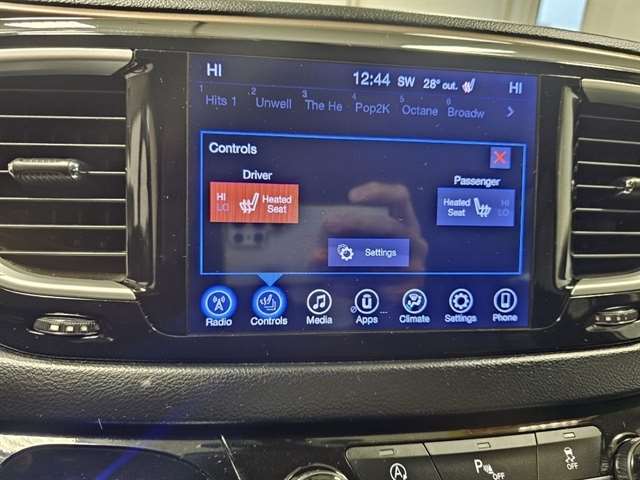 HI 12:44 SW 28° out. HI
1 Hits 1 2 Unwell 3 The He 4 Pop2K 5 Octane 6 Broadw
Controls
Driver Passenger
HI LO Heated Seat
Heated Seat HI LO
Settings
Radio Controls Media Apps Climate Settings Phone
A P OFF OFF